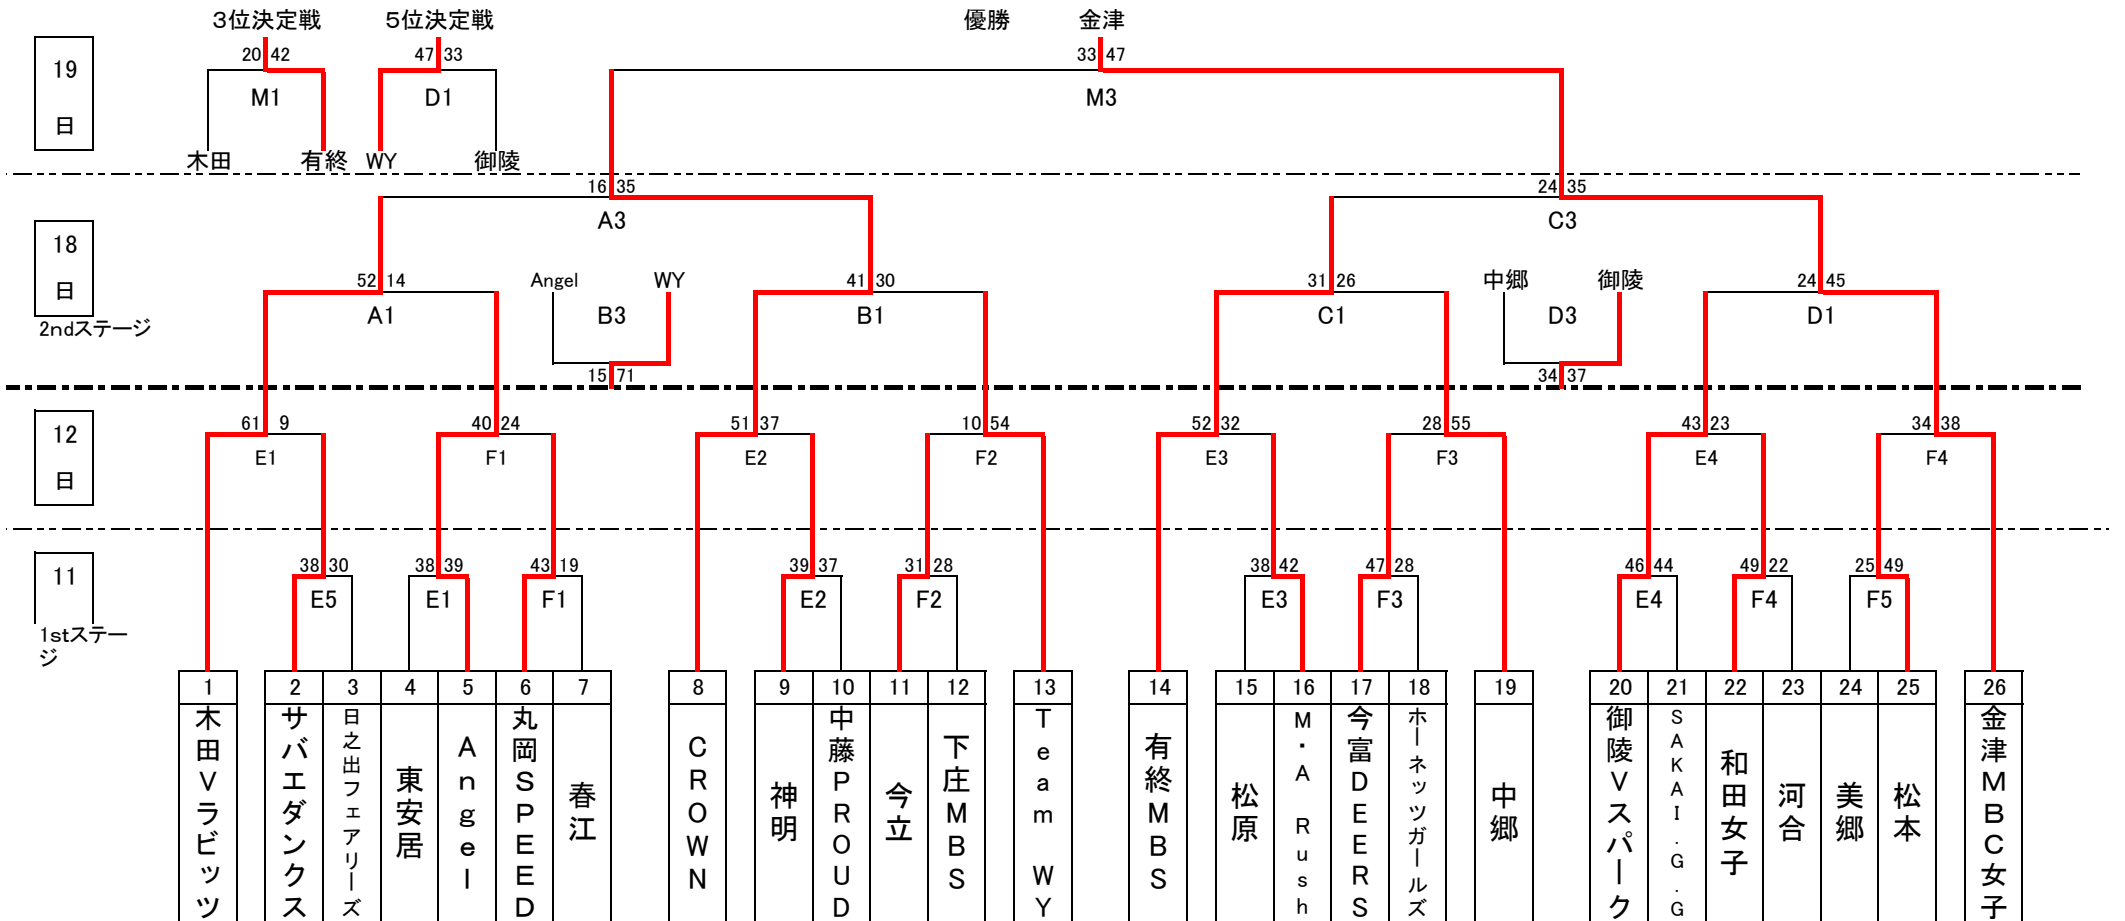 3位決定戦 5位決定戦 優勝 金津
19日
20 42 47 33 33 47
M1 D1 M3
木田 有終 WY 御陵
16 35 24 35
A3 C3
18日
2ndステージ
52 14 Angel WY 41 30 31 26 中郷 御陵 24 45
A1 B3 B1 C1 D3 D1
15 71 34 37
12日
61 9 40 24 51 37 10 54 52 32 28 55 43 23 34 38
E1 F1 E2 F2 E3 F3 E4 F4
11
1stステー
ジ
38 30 38 39 43 19 39 37 31 28 38 42 47 28 46 44 49 22 25 49
E5 E1 F1 E2 F2 E3 F3 E4 F4 F5
1 2 3 4 5 6 7 8 9 10 11 12 13 14 15 16 17 18 19 20 21 22 23 24 25 26
木田Vラビッツ
サバエダンクス
日之出フェアリーズ
東安居
Angel
丸岡SPEED
春江
CROWN
神明
中藤PROUD
今立
下庄MBS
Team WY
有終MBS
松原
M・A Rush
今富DEERS
ホーネッツガールズ
中郷
御陵Vスパーク
SAKAI.G.G
和田女子
河合
美郷
松本
金津MBC女子